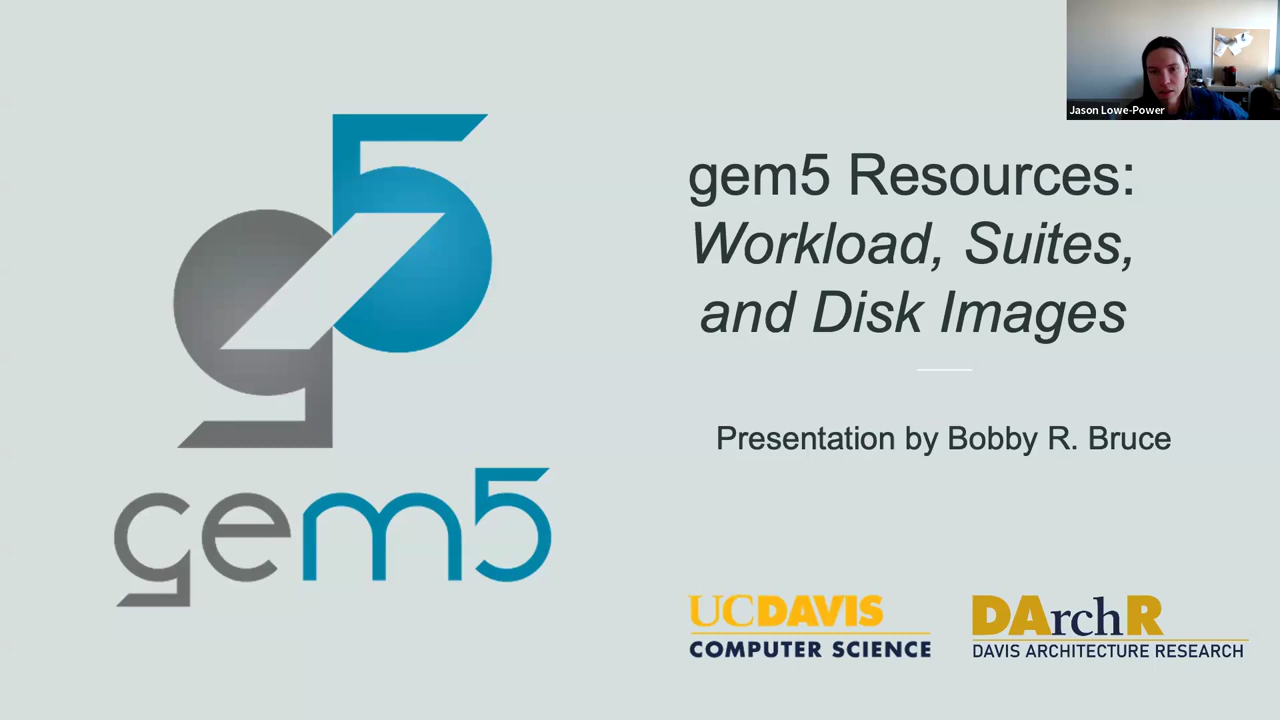 Jason Lowe-Power
gem5 Resources:
Workload, Suites,
and Disk Images
Presentation by Bobby R. Bruce
gem5
UCDAVIS
COMPUTER SCIENCE
DArchR
DAVIS ARCHITECTURE RESEARCH